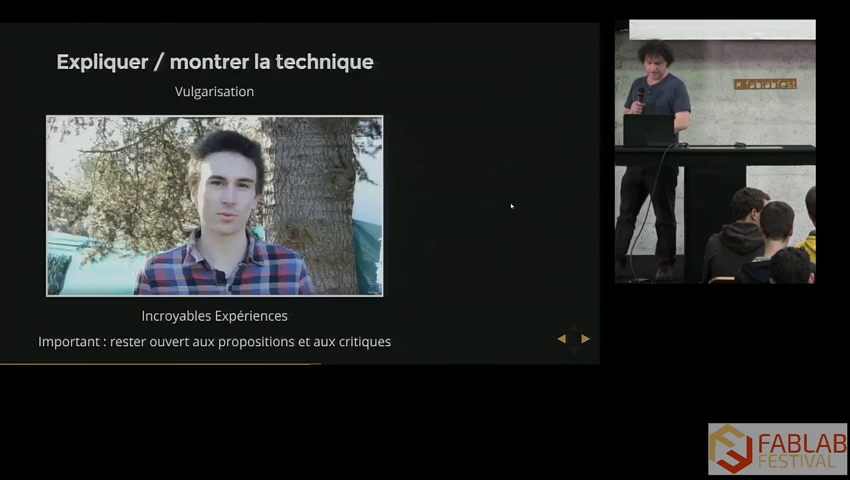 Expliquer / montrer la technique
Vulgarisation
Incroyables Expériences
Important : rester ouvert aux propositions et aux critiques
FABLAB
FESTIVAL